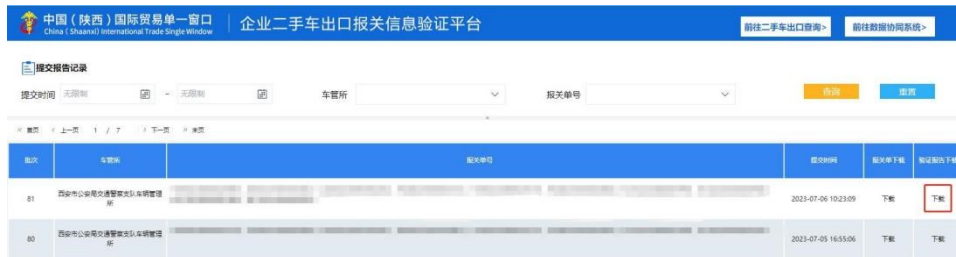 中国（陕西）国际贸易单一窗口 企业二手车出口报关信息验证平台 前往二手车出口查询> 前往数据协同系统>
China ( Shaanxi) International Trade Single Window
提交报告记录
提交时间 无限制 - 无限制 车管所 报关单号 查询 重置
« 首页 ‹ 上一页 1 / 7 › 下一页 » 末页
批次 车管所 报关单号 提交时间 报关单下载 验证报告下载
81 西安市公安局交通警察支队车辆管理所 2023-07-06 10:23:09 下载 下载
80 西安市公安局交通警察支队车辆管理所 2023-07-05 16:55:06 下载 下载